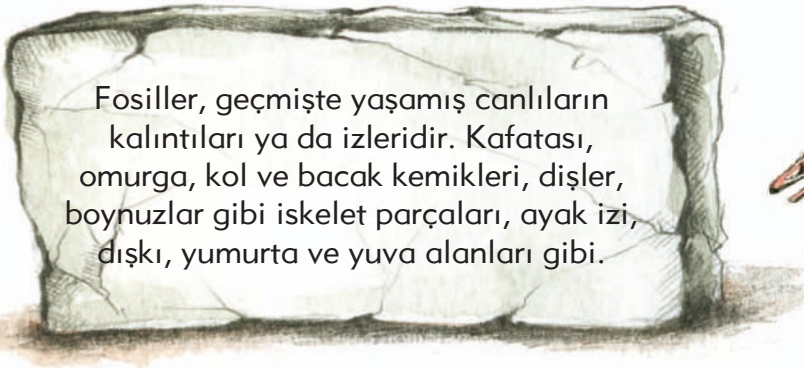 Fosiller, geçmişte yaşamış canlıların
kalıntıları ya da izleridir. Kafatası,
omurga, kol ve bacak kemikleri, dişler,
boynuzlar gibi iskelet parçaları, ayak izi,
dışkı, yumurta ve yuva alanları gibi.